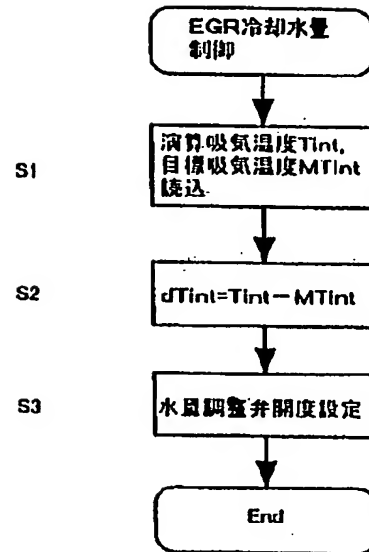 EGR冷却水量
制御
S1
演算吸気温度Tint,
目標吸気温度MTint
読込
S2
dTint=Tint－MTint
S3
水量調整弁開度設定
End